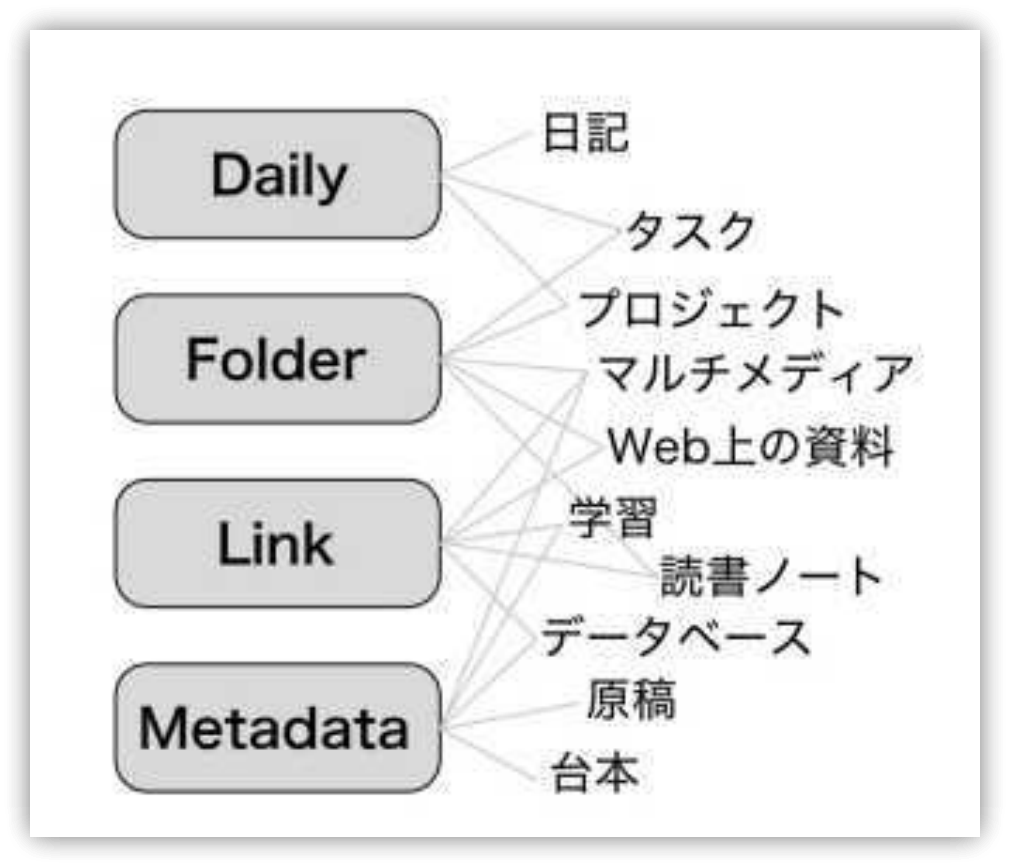 Daily
Folder
Link
Metadata
日記
タスク
プロジェクト
マルチメディア
Web上の資料
学習
読書ノート
データベース
原稿
台本